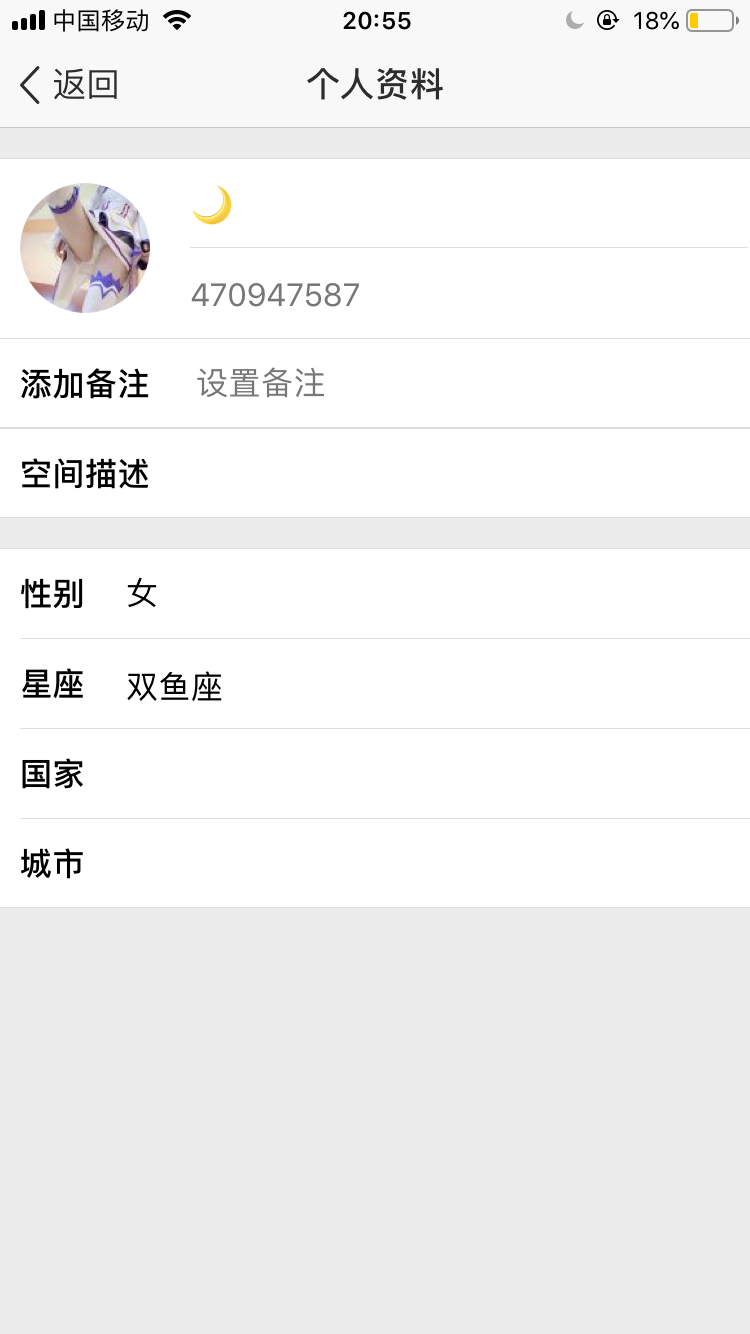 中国移动 20:55 18%
返回 个人资料
🌙
470947587
添加备注 设置备注
空间描述
性别 女
星座 双鱼座
国家
城市